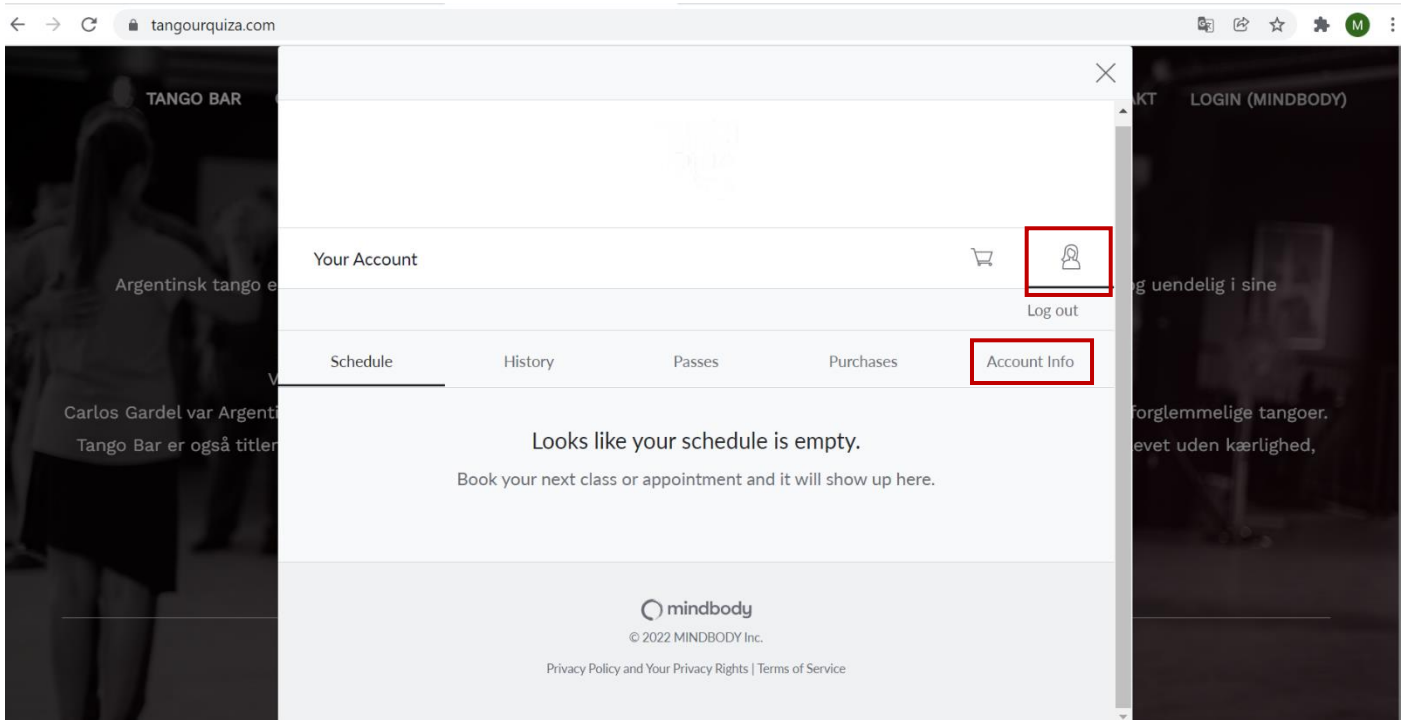 tangourquiza.com
M
TANGO BAR
KT
LOGIN (MINDBODY)
Your Account
Log out
Argentinsk tango e
g uendelig i sine
Schedule
History
Passes
Purchases
Account Info
V
Carlos Gardel var Argenti
forglemmelige tangoer.
Tango Bar er også titler
evet uden kærlighed,
Looks like your schedule is empty.
Book your next class or appointment and it will show up here.
mindbody
© 2022 MINDBODY Inc.
Privacy Policy and Your Privacy Rights | Terms of Service